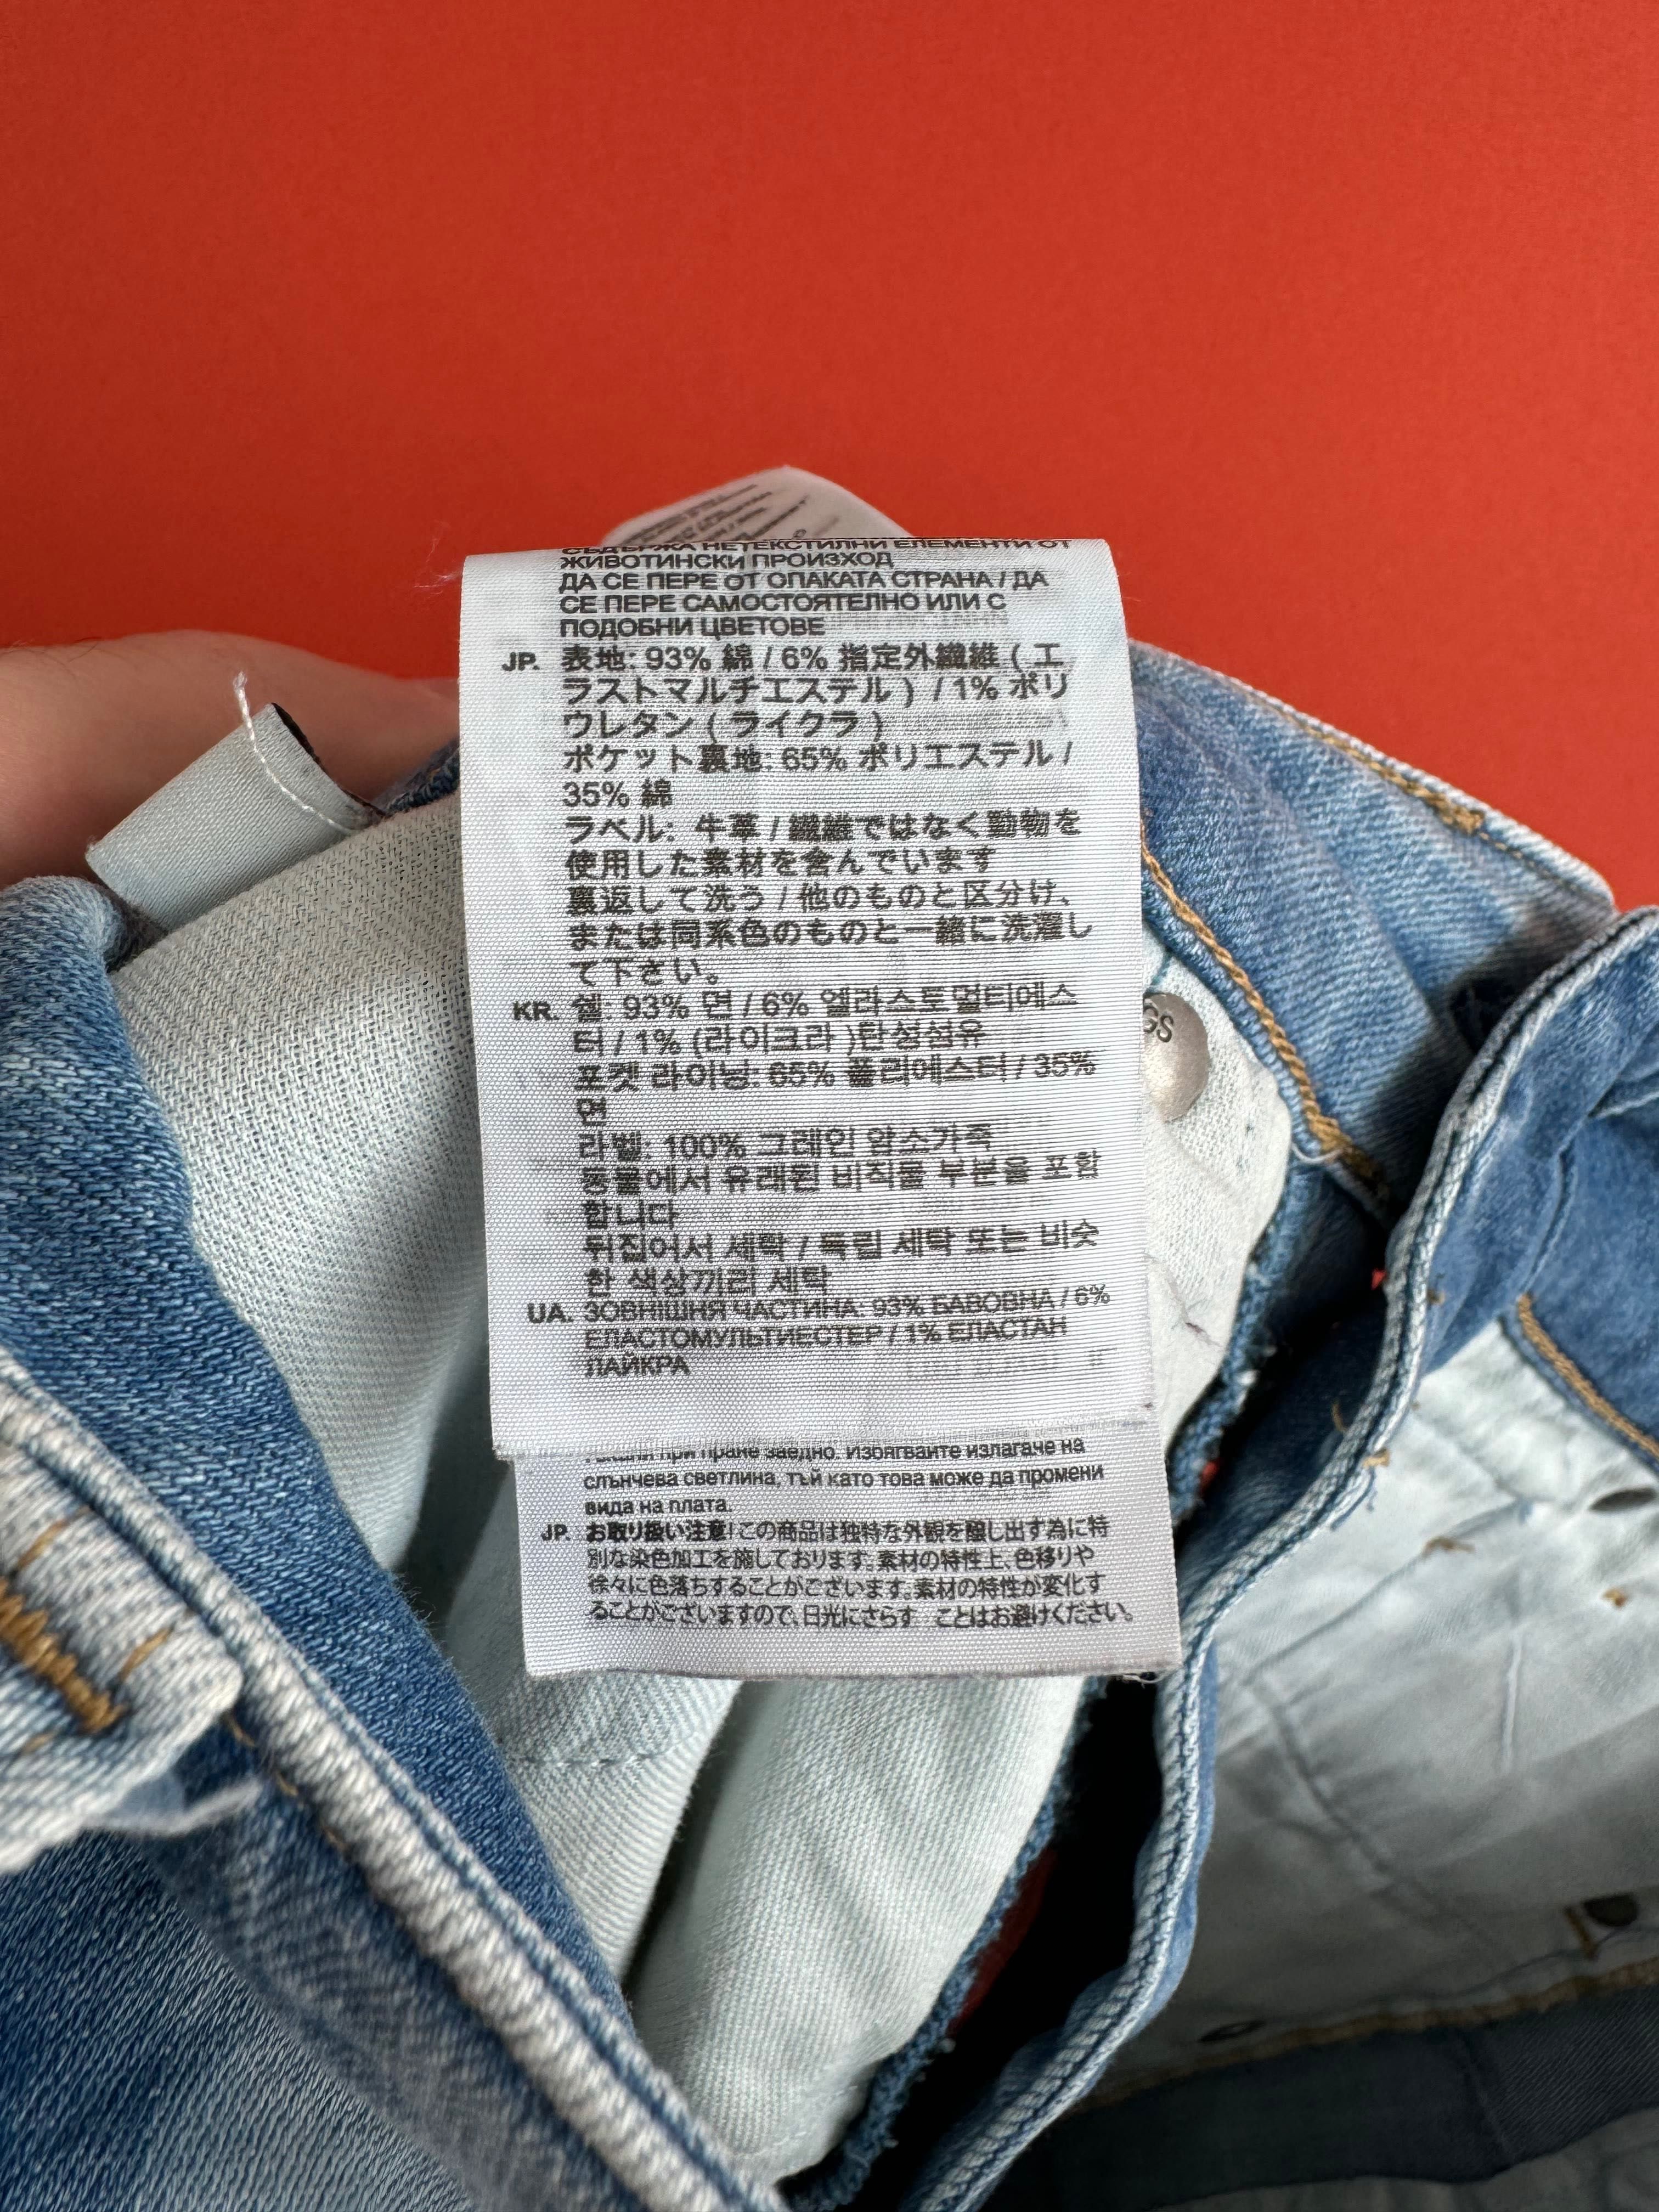 СЪДЪРЖА НЕТЕКСТИЛНИ ЕЛЕМЕНТИ ОТ
ЖИВОТИНСКИ ПРОИЗХОД
ДА СЕ ПЕРЕ ОТ ОПАКАТА СТРАНА / ДА
СЕ ПЕРЕ САМОСТОЯТЕЛНО ИЛИ С
ПОДОБНИ ЦВЕТОВЕ
JP. 表地: 93% 綿 / 6% 指定外繊維 ( エ
ラストマルチエステル ) / 1% ポリ
ウレタン ( ライクラ )
ポケット裏地: 65% ポリエステル /
35% 綿
ラベル: 牛革 / 繊維ではなく動物を
使用した素材を含んでいます
裏返して洗う / 他のものと区分け、
または同系色のものと一緒に洗濯し
て下さい。
KR. 쉘: 93% 면 / 6% 엘라스토멀티에스
터 / 1% (라이크라 )탄성섬유
포켓 라이닝: 65% 폴리에스터 / 35%
면
라벨: 100% 그레인 암소가죽
동물에서 유래된 비직물 부분을 포함
합니다
뒤집어서 세탁 / 독립 세탁 또는 비슷
한 색상끼리 세탁
UA. ЗОВНІШНЯ ЧАСТИНА: 93% БАВОВНА / 6%
ЕЛАСТОМУЛЬТИЕСТЕР / 1% ЕЛАСТАН
ЛАЙКРА
при пране заедно. Избягвайте излагаче на
слънчева светлина, тъй като това може да промени
вида на плата.
JP. お取り扱い注意！この商品は独特な外観を醸し出す為に特
別な染色加工を施しております。素材の特性上、色移りや
徐々に色落ちすることがございます。素材の特性が変化す
ることがございますので、日光にさらす ことはお避けください。
GS